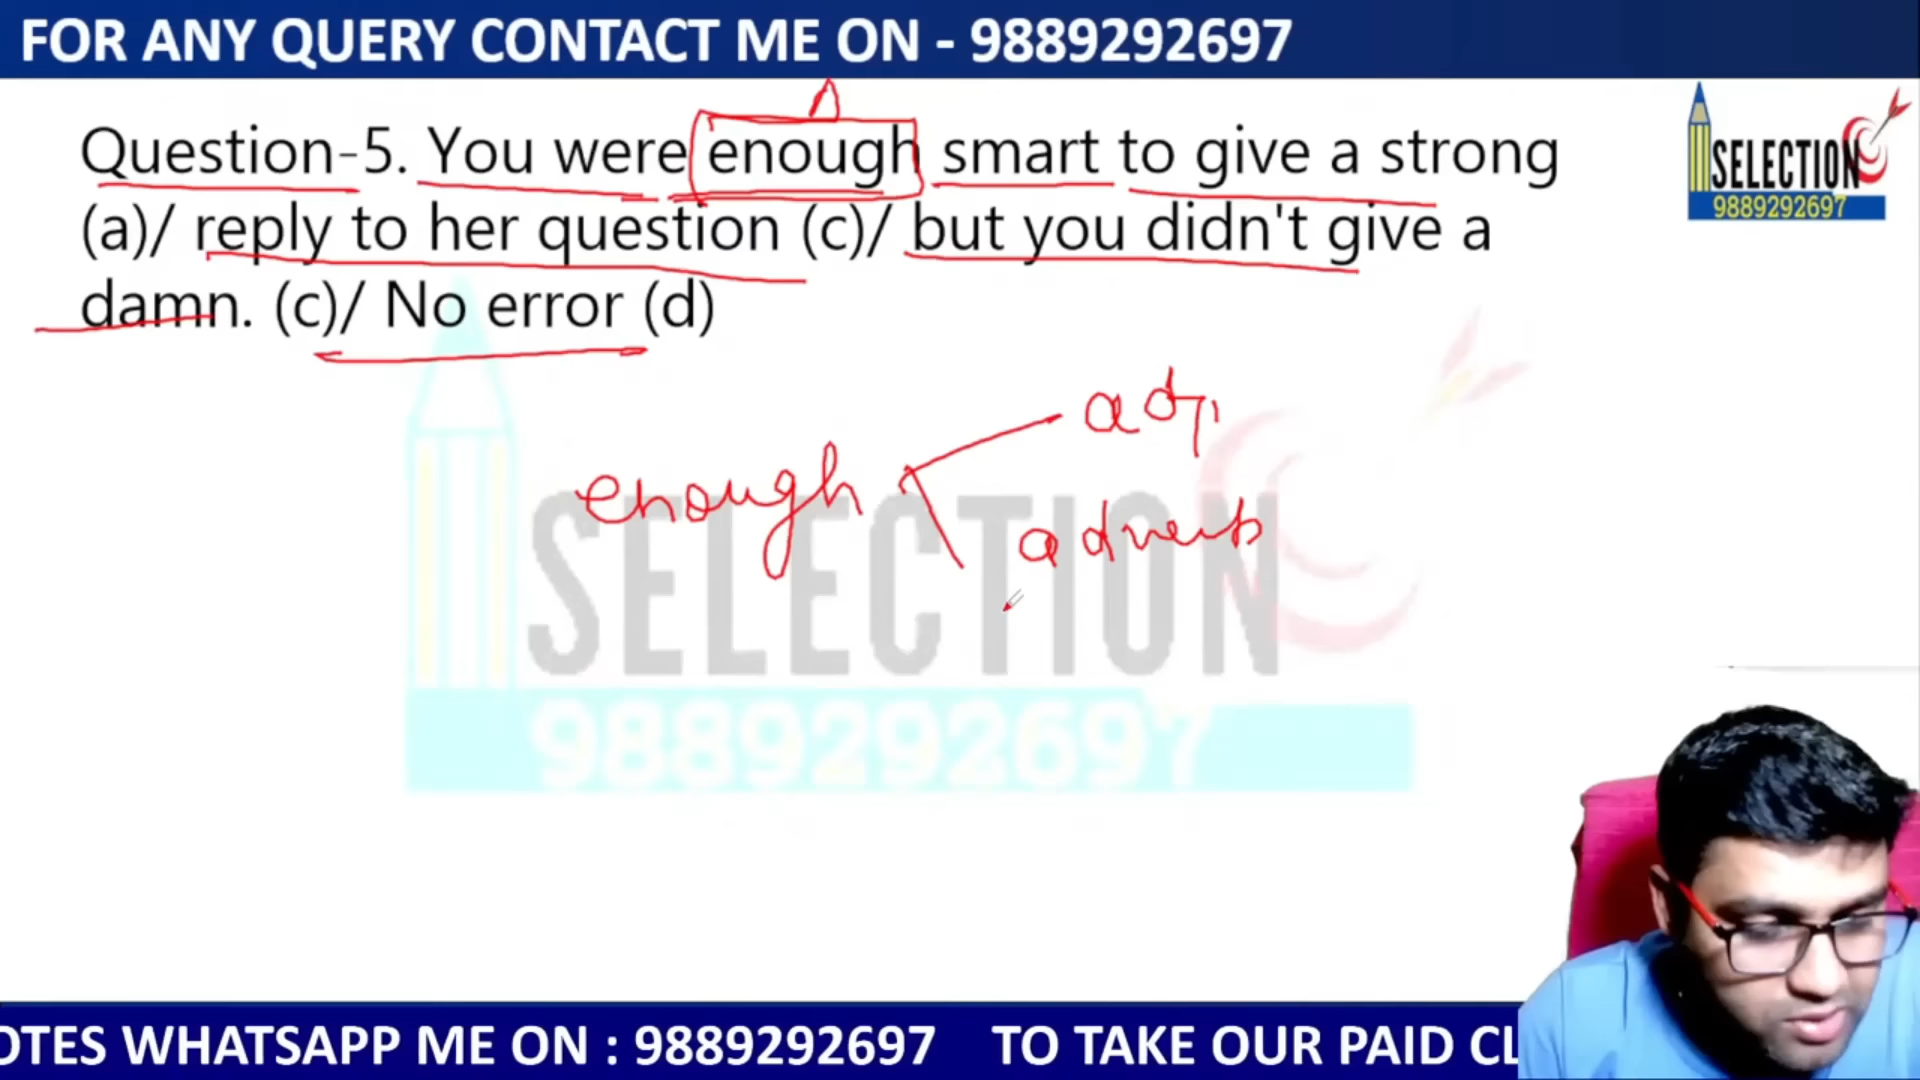 FOR ANY QUERY CONTACT ME ON - 9889292697
Question-5. You were enough smart to give a strong
(a)/ reply to her question (c)/ but you didn't give a
damn. (c)/ No error (d)
SELECTION
9889292697
enough
adj
adverb
SELECTION
9889292697
OTES WHATSAPP ME ON : 9889292697 TO TAKE OUR PAID CL